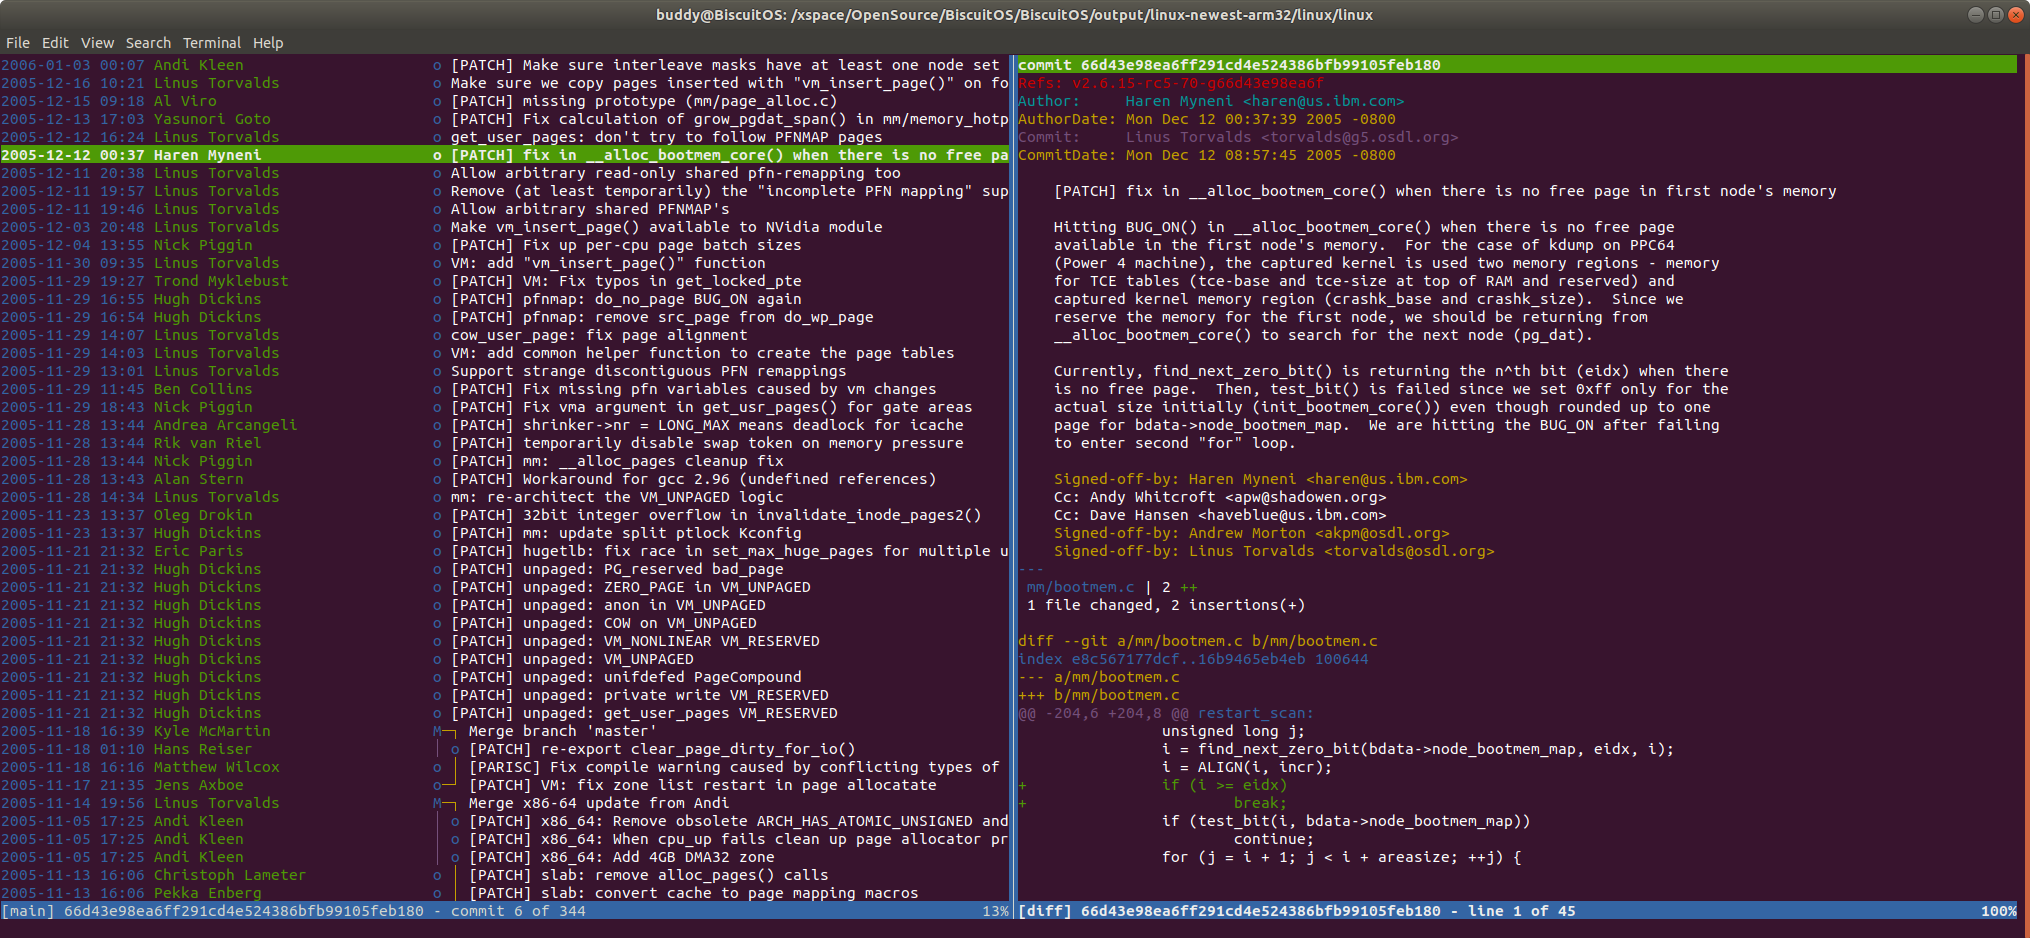 buddy@BiscuitOS: /xspace/OpenSource/BiscuitOS/BiscuitOS/output/linux-newest-arm32/linux/linux
File Edit View Search Terminal Help
2006-01-03 00:07 Andi Kleen o [PATCH] Make sure interleave masks have at least one node set
2005-12-16 10:21 Linus Torvalds o Make sure we copy pages inserted with "vm_insert_page()" on fo
2005-12-15 09:18 Al Viro o [PATCH] missing prototype (mm/page_alloc.c)
2005-12-13 17:03 Yasunori Goto o [PATCH] Fix calculation of grow_pgdat_span() in mm/memory_hotp
2005-12-12 16:24 Linus Torvalds o get_user_pages: don't try to follow PFNMAP pages
2005-12-12 00:37 Haren Myneni o [PATCH] fix in __alloc_bootmem_core() when there is no free pa
2005-12-11 20:38 Linus Torvalds o Allow arbitrary read-only shared pfn-remapping too
2005-12-11 19:57 Linus Torvalds o Remove (at least temporarily) the "incomplete PFN mapping" sup
2005-12-11 19:46 Linus Torvalds o Allow arbitrary shared PFNMAP's
2005-12-03 20:48 Linus Torvalds o Make vm_insert_page() available to NVidia module
2005-12-04 13:55 Nick Piggin o [PATCH] Fix up per-cpu page batch sizes
2005-11-30 09:35 Linus Torvalds o VM: add "vm_insert_page()" function
2005-11-29 19:27 Trond Myklebust o [PATCH] VM: Fix typos in get_locked_pte
2005-11-29 16:55 Hugh Dickins o [PATCH] pfnmap: do_no_page BUG_ON again
2005-11-29 16:54 Hugh Dickins o [PATCH] pfnmap: remove src_page from do_wp_page
2005-11-29 14:07 Linus Torvalds o cow_user_page: fix page alignment
2005-11-29 14:03 Linus Torvalds o VM: add common helper function to create the page tables
2005-11-29 13:01 Linus Torvalds o Support strange discontiguous PFN remappings
2005-11-29 11:45 Ben Collins o [PATCH] Fix missing pfn variables caused by vm changes
2005-11-29 18:43 Nick Piggin o [PATCH] Fix vma argument in get_usr_pages() for gate areas
2005-11-28 13:44 Andrea Arcangeli o [PATCH] shrinker->nr = LONG_MAX means deadlock for icache
2005-11-28 13:44 Rik van Riel o [PATCH] temporarily disable swap token on memory pressure
2005-11-28 13:44 Nick Piggin o [PATCH] mm: __alloc_pages cleanup fix
2005-11-28 13:43 Alan Stern o [PATCH] Workaround for gcc 2.96 (undefined references)
2005-11-28 14:34 Linus Torvalds o mm: re-architect the VM_UNPAGED logic
2005-11-23 13:37 Oleg Drokin o [PATCH] 32bit integer overflow in invalidate_inode_pages2()
2005-11-23 13:37 Hugh Dickins o [PATCH] mm: update split ptlock Kconfig
2005-11-21 21:32 Eric Paris o [PATCH] hugetlb: fix race in set_max_huge_pages for multiple u
2005-11-21 21:32 Hugh Dickins o [PATCH] unpaged: PG_reserved bad_page
2005-11-21 21:32 Hugh Dickins o [PATCH] unpaged: ZERO_PAGE in VM_UNPAGED
2005-11-21 21:32 Hugh Dickins o [PATCH] unpaged: anon in VM_UNPAGED
2005-11-21 21:32 Hugh Dickins o [PATCH] unpaged: COW on VM_UNPAGED
2005-11-21 21:32 Hugh Dickins o [PATCH] unpaged: VM_NONLINEAR VM_RESERVED
2005-11-21 21:32 Hugh Dickins o [PATCH] unpaged: VM_UNPAGED
2005-11-21 21:32 Hugh Dickins o [PATCH] unpaged: unifdefed PageCompound
2005-11-21 21:32 Hugh Dickins o [PATCH] unpaged: private write VM_RESERVED
2005-11-21 21:32 Hugh Dickins o [PATCH] unpaged: get_user_pages VM_RESERVED
2005-11-18 16:39 Kyle McMartin M─┐ Merge branch 'master'
2005-11-18 01:10 Hans Reiser │ o [PATCH] re-export clear_page_dirty_for_io()
2005-11-18 16:16 Matthew Wilcox o │ [PARISC] Fix compile warning caused by conflicting types of
2005-11-17 21:35 Jens Axboe o─┘ [PATCH] VM: fix zone list restart in page allocatate
2005-11-14 19:56 Linus Torvalds M─┐ Merge x86-64 update from Andi
2005-11-05 17:25 Andi Kleen │ o [PATCH] x86_64: Remove obsolete ARCH_HAS_ATOMIC_UNSIGNED and
2005-11-05 17:25 Andi Kleen │ o [PATCH] x86_64: When cpu_up fails clean up page allocator pr
2005-11-05 17:25 Andi Kleen │ o [PATCH] x86_64: Add 4GB DMA32 zone
2005-11-13 16:06 Christoph Lameter o │ [PATCH] slab: remove alloc_pages() calls
2005-11-13 16:06 Pekka Enberg o │ [PATCH] slab: convert cache to page mapping macros
[main] 66d43e98ea6ff291cd4e524386bfb99105feb180 - commit 6 of 344 13%
commit 66d43e98ea6ff291cd4e524386bfb99105feb180
Refs: v2.6.15-rc5-70-g66d43e98ea6f
Author: Haren Myneni <haren@us.ibm.com>
AuthorDate: Mon Dec 12 00:37:39 2005 -0800
Commit: Linus Torvalds <torvalds@g5.osdl.org>
CommitDate: Mon Dec 12 08:57:45 2005 -0800
[PATCH] fix in __alloc_bootmem_core() when there is no free page in first node's memory
Hitting BUG_ON() in __alloc_bootmem_core() when there is no free page
available in the first node's memory. For the case of kdump on PPC64
(Power 4 machine), the captured kernel is used two memory regions - memory
for TCE tables (tce-base and tce-size at top of RAM and reserved) and
captured kernel memory region (crashk_base and crashk_size). Since we
reserve the memory for the first node, we should be returning from
__alloc_bootmem_core() to search for the next node (pg_dat).
Currently, find_next_zero_bit() is returning the n^th bit (eidx) when there
is no free page. Then, test_bit() is failed since we set 0xff only for the
actual size initially (init_bootmem_core()) even though rounded up to one
page for bdata->node_bootmem_map. We are hitting the BUG_ON after failing
to enter second "for" loop.
Signed-off-by: Haren Myneni <haren@us.ibm.com>
Cc: Andy Whitcroft <apw@shadowen.org>
Cc: Dave Hansen <haveblue@us.ibm.com>
Signed-off-by: Andrew Morton <akpm@osdl.org>
Signed-off-by: Linus Torvalds <torvalds@osdl.org>
---
mm/bootmem.c | 2 ++
1 file changed, 2 insertions(+)
diff --git a/mm/bootmem.c b/mm/bootmem.c
index e8c567177dcf..16b9465eb4eb 100644
--- a/mm/bootmem.c
+++ b/mm/bootmem.c
@@ -204,6 +204,8 @@ restart_scan:
unsigned long j;
i = find_next_zero_bit(bdata->node_bootmem_map, eidx, i);
i = ALIGN(i, incr);
+ if (i >= eidx)
+ break;
if (test_bit(i, bdata->node_bootmem_map))
continue;
for (j = i + 1; j < i + areasize; ++j) {
[diff] 66d43e98ea6ff291cd4e524386bfb99105feb180 - line 1 of 45 100%